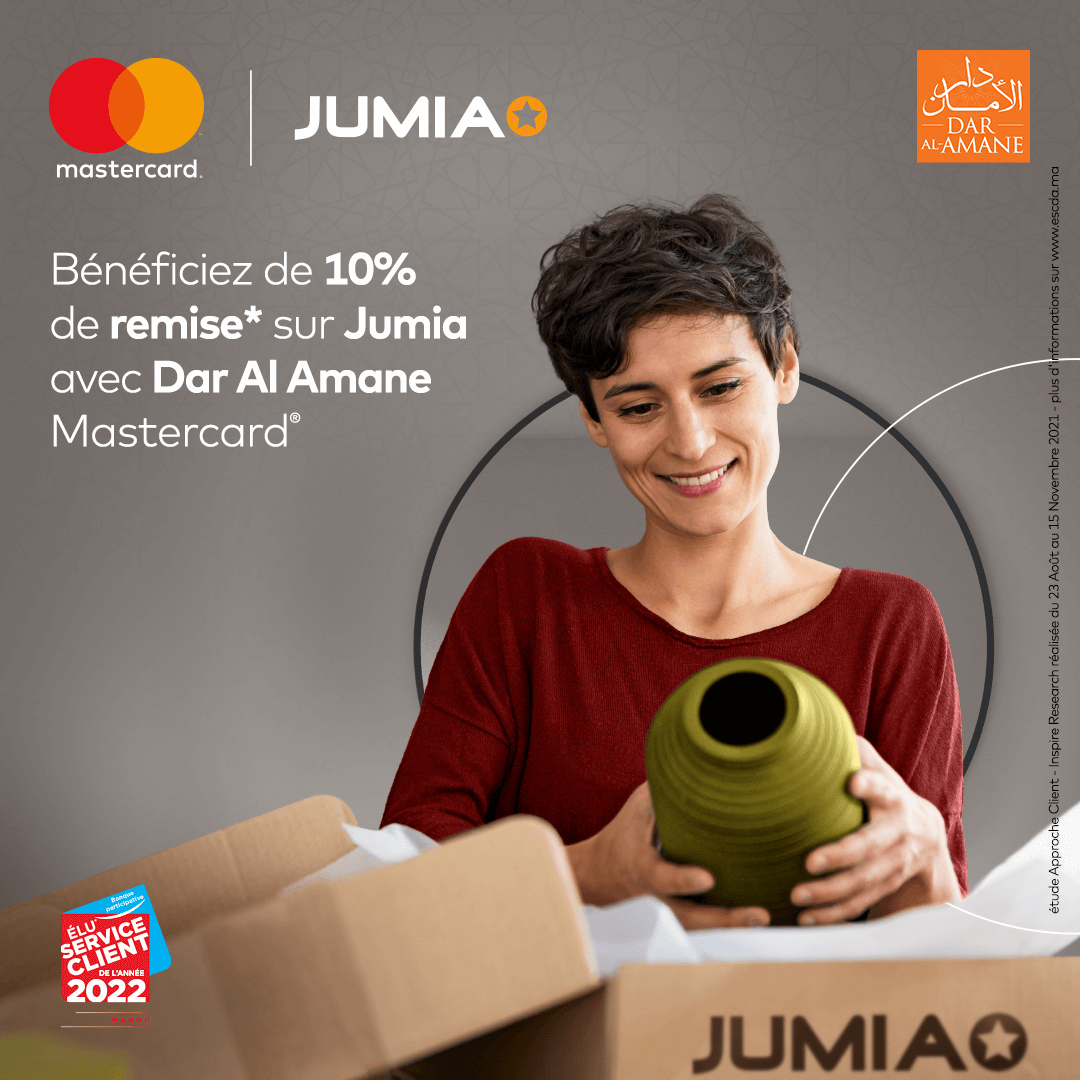 mastercard.
JUMIA
دار
الأمان
DAR
AL-AMANE
Bénéficiez de 10%
de remise* sur Jumia
avec Dar Al Amane
Mastercard®
étude Approche Client - Inspire Research réalisée du 23 Août au 15 Novembre 2021 - plus d'informations sur www.escda.ma
Banque
participative
ÉLU
SERVICE
CLIENT
DE L'ANNÉE
2022
MAROC
JUMIA